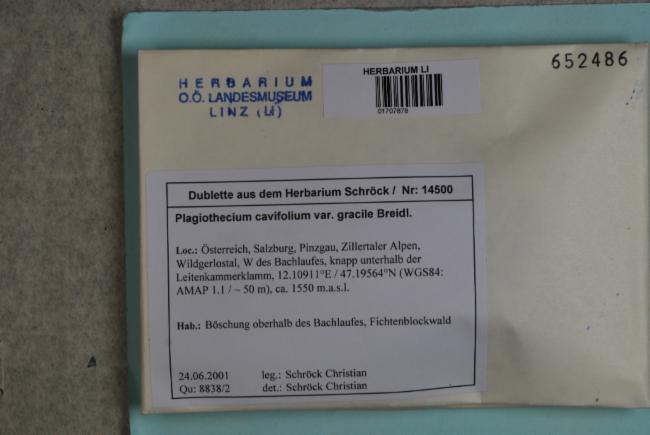 652486
HERBARIUM
O.Ö. LANDESMUSEUM
LINZ (LI)
HERBARIUM LI
01707878
Dublette aus dem Herbarium Schröck / Nr: 14500
Plagiothecium cavifolium var. gracile Breidl.
Loc.: Österreich, Salzburg, Pinzgau, Zillertaler Alpen,
Wildgerlostal, W des Bachlaufes, knapp unterhalb der
Leitenkammerklamm, 12.10911°E / 47.19564°N (WGS84:
AMAP 1.1 / ~ 50 m), ca. 1550 m.a.s.l.
Hab.: Böschung oberhalb des Bachlaufes, Fichtenblockwald
24.06.2001 leg.: Schröck Christian
Qu: 8838/2 det.: Schröck Christian